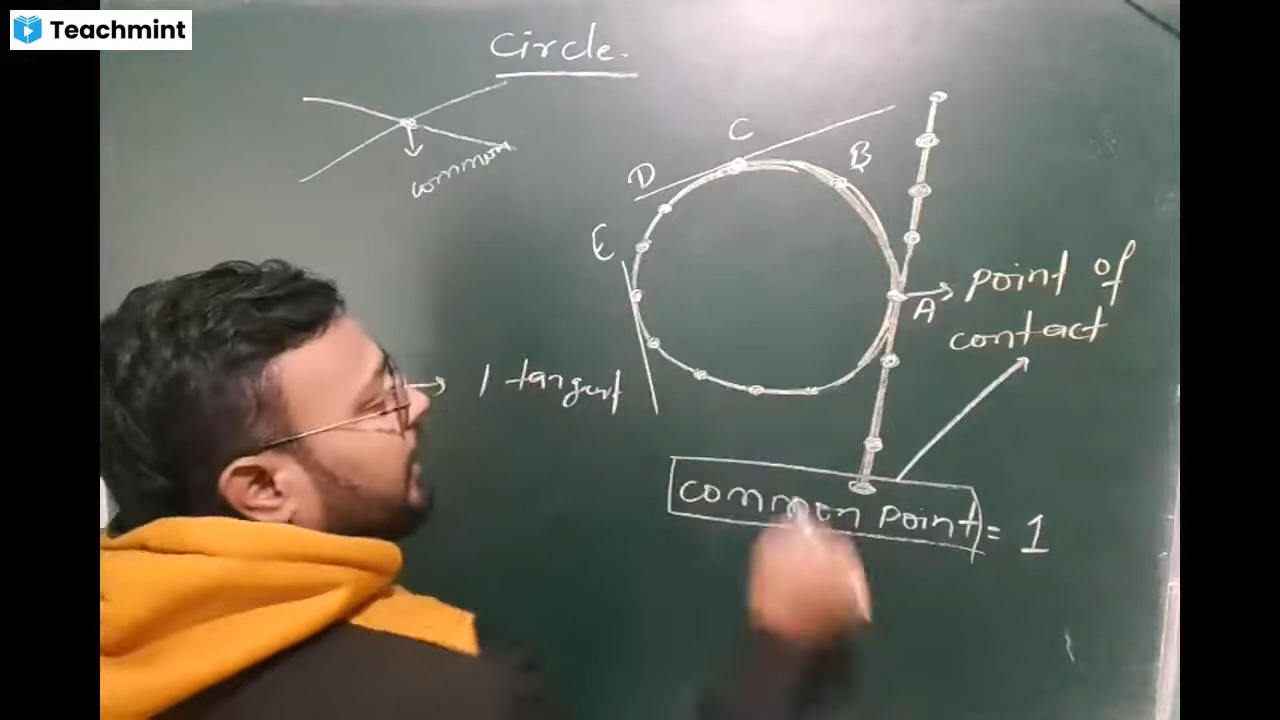 Teachmint
Circle.
common
C
B
D
E
A
point of
contact
1 tangent
common point = 1